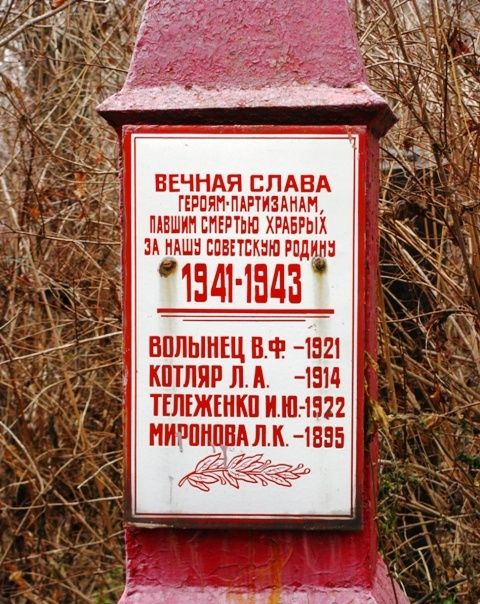 ВЕЧНАЯ СЛАВА
ГЕРОЯМ-ПАРТИЗАНАМ,
ПАВШИМ СМЕРТЬЮ ХРАБРЫХ
ЗА НАШУ СОВЕТСКУЮ РОДИНУ
1941-1943
ВОЛЫНЕЦ В.Ф. -1921
КОТЛЯР Л.А. -1914
ТЕЛЕЖЕНКО И.Ю.-1922
МИРОНОВА Л.К. -1895